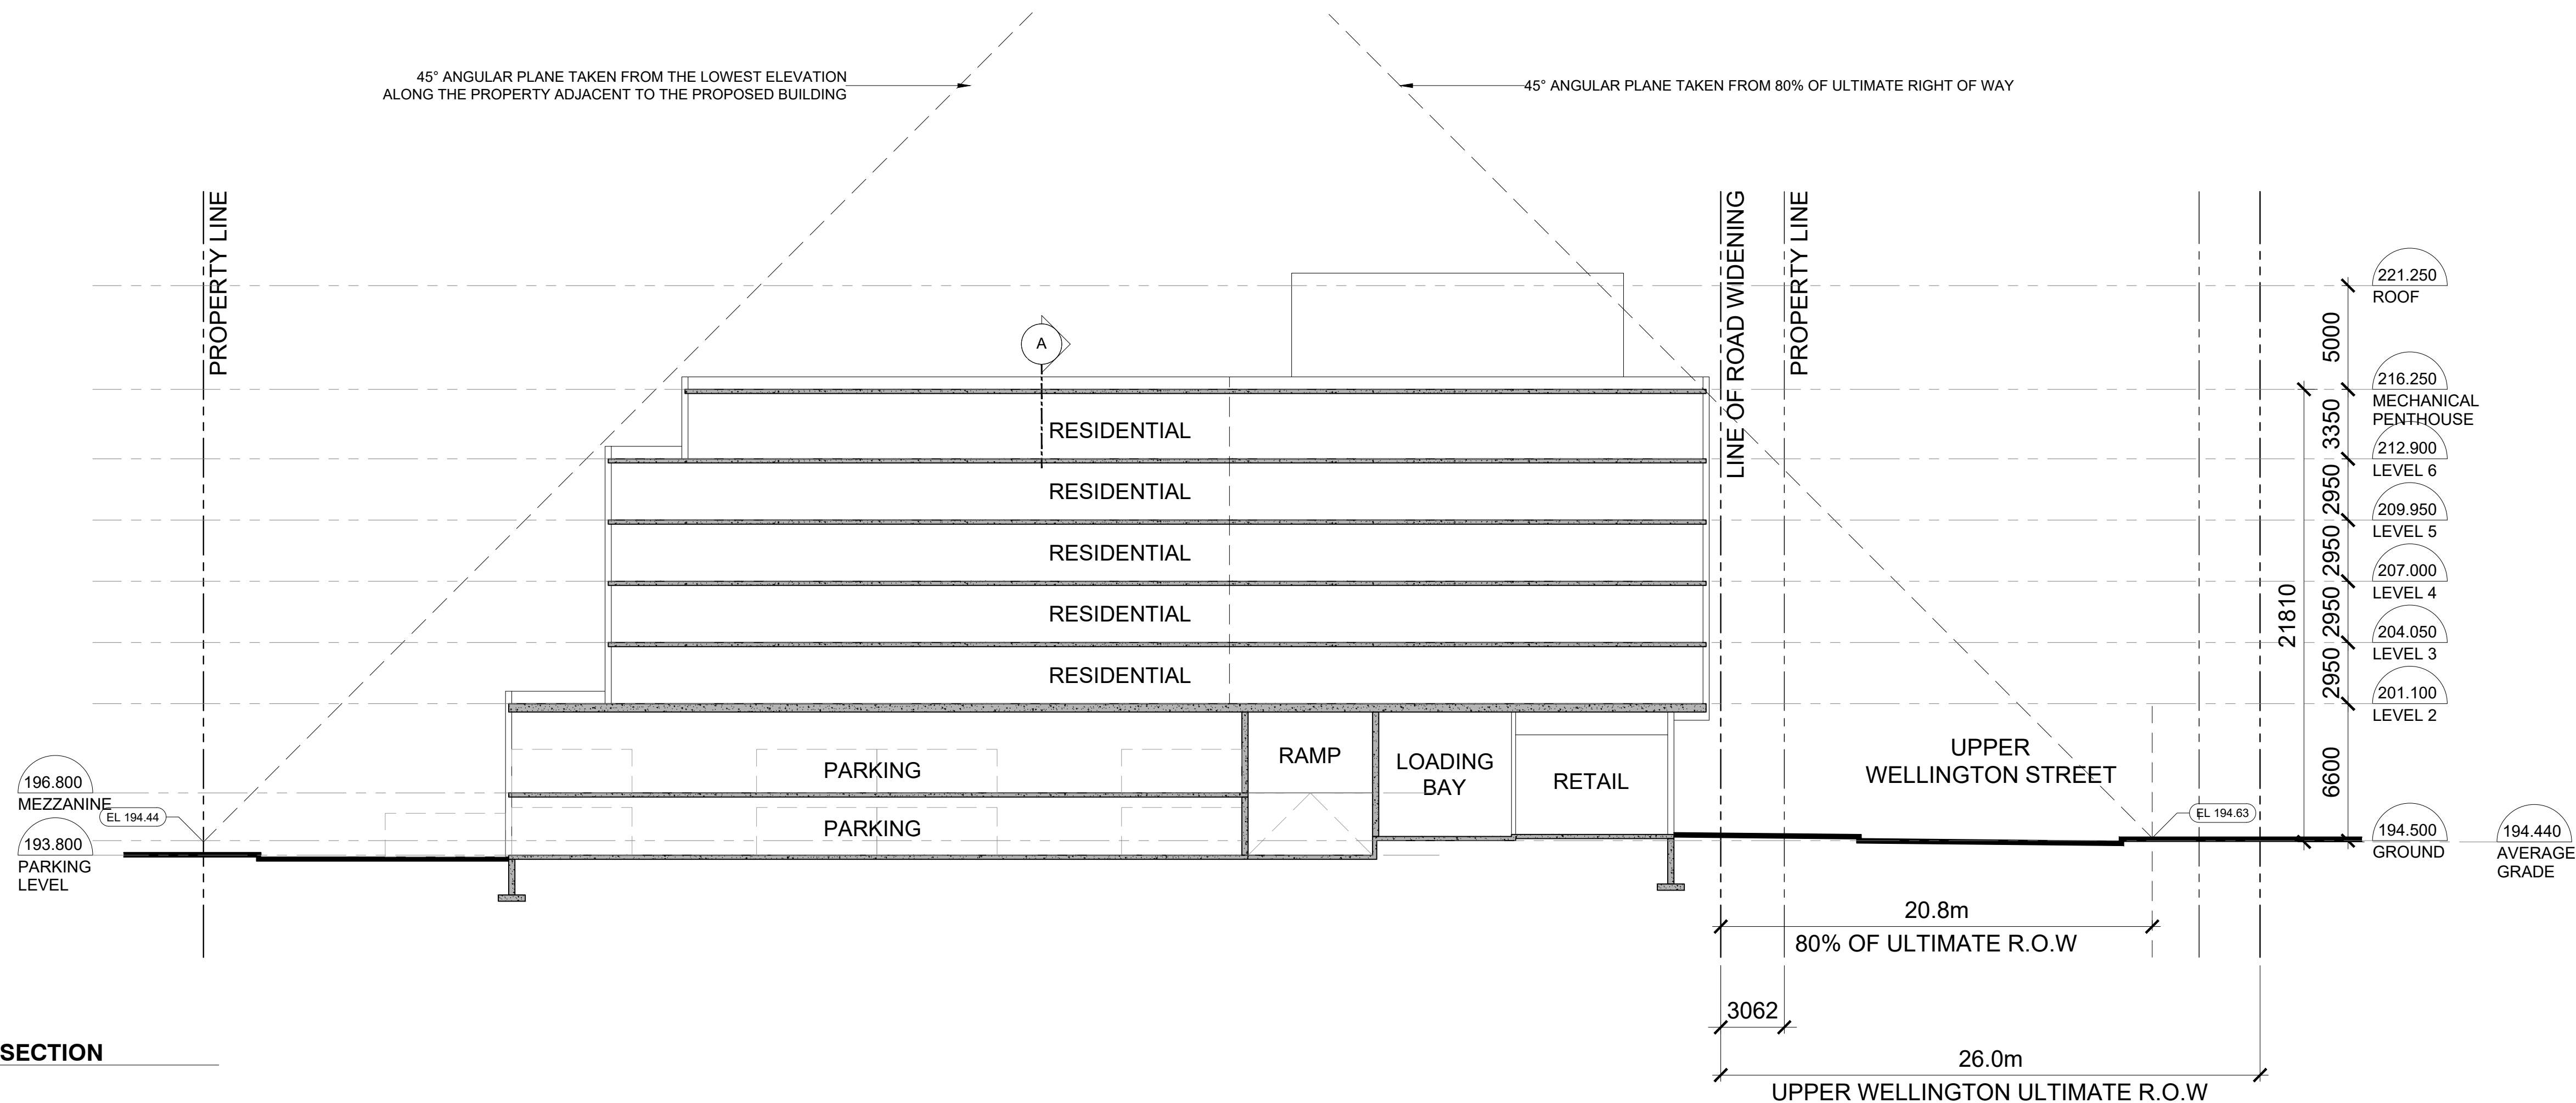 45° ANGULAR PLANE TAKEN FROM THE LOWEST ELEVATION
ALONG THE PROPERTY ADJACENT TO THE PROPOSED BUILDING
45° ANGULAR PLANE TAKEN FROM 80% OF ULTIMATE RIGHT OF WAY
PROPERTY LINE
LINE OF ROAD WIDENING
PROPERTY LINE
221.250
ROOF
5000
A
216.250
MECHANICAL
PENTHOUSE
3350
RESIDENTIAL
212.900
LEVEL 6
2950
RESIDENTIAL
209.950
LEVEL 5
2950
RESIDENTIAL
207.000
LEVEL 4
2950
21810
RESIDENTIAL
204.050
LEVEL 3
2950
RESIDENTIAL
201.100
LEVEL 2
6600
196.800
MEZZANINE
EL 194.44
193.800
PARKING
LEVEL
PARKING
PARKING
RAMP
LOADING
BAY
RETAIL
UPPER
WELLINGTON STREET
EL 194.63
194.500
GROUND
194.440
AVERAGE
GRADE
20.8m
80% OF ULTIMATE R.O.W
3062
26.0m
UPPER WELLINGTON ULTIMATE R.O.W
SECTION